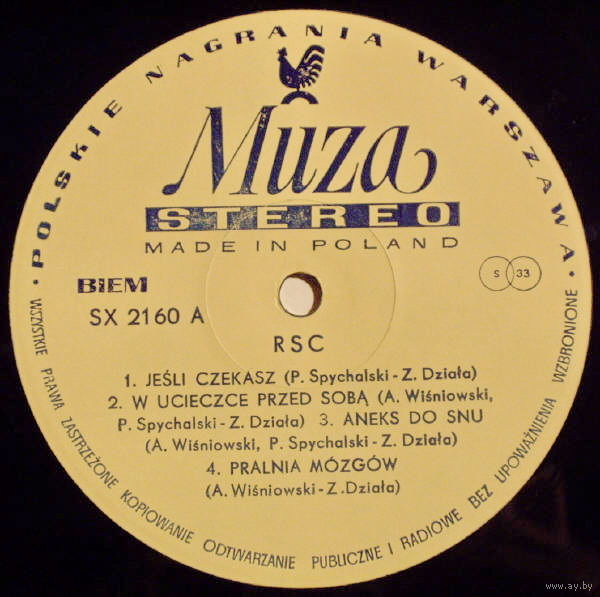 • POLSKIE NAGRANIA WARSZAWA •
Muza
STEREO
MADE IN POLAND
BIEM
S 33
SX 2160 A
RSC
1. JEŚLI CZEKASZ (P. Spychalski - Z. Działa)
2. W UCIECZCE PRZED SOBĄ (A. Wiśniowski,
P. Spychalski - Z. Działa) 3. ANEKS DO SNU
(A. Wiśniowski, P. Spychalski - Z. Działa)
4. PRALNIA MÓZGÓW
(A. Wiśniowski - Z. Działa)
WSZYSTKIE PRAWA ZASTRZEŻONE KOPIOWANIE ODTWARZANIE PUBLICZNE I RADIOWE BEZ UPOWAŻNIENIA WZBRONIONE
www.ay.by